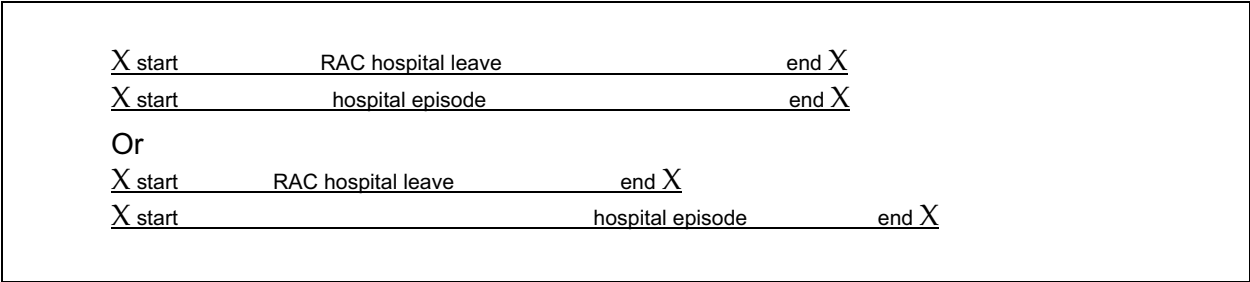 X start RAC hospital leave end X
X start hospital episode end X
Or
X start RAC hospital leave end X
X start hospital episode end X